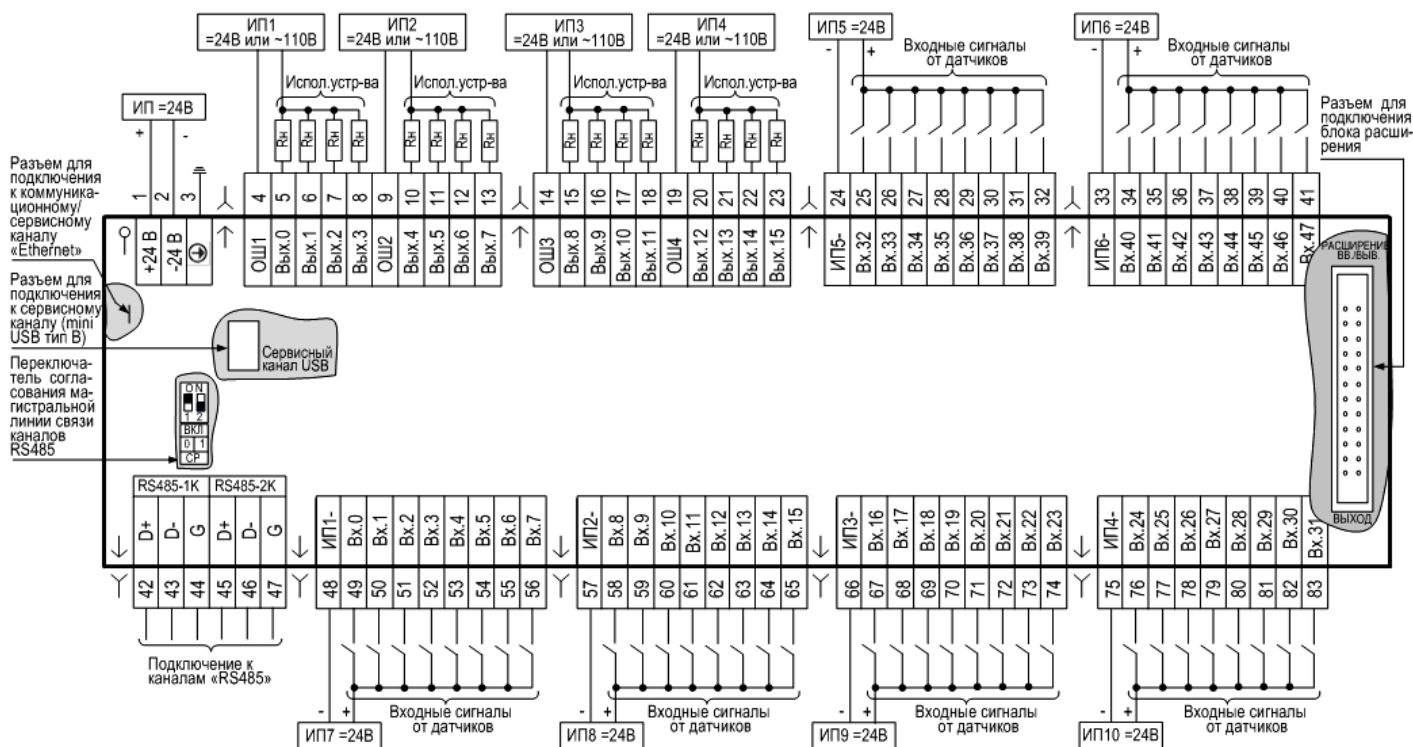 ИП1
=24В или ~110В
ИП2
=24В или ~110В
ИП3
=24В или ~110В
ИП4
=24В или ~110В
ИП5 =24В
- +
Входные сигналы
от датчиков
ИП6 =24В
- +
Входные сигналы
от датчиков
Испол.устр-ва
Испол.устр-ва
Испол.устр-ва
Испол.устр-ва
ИП =24В
+ -
Rн Rн Rн Rн Rн Rн Rн Rн Rн Rн Rн Rн Rн Rн Rн Rн
Разъем для
подключения
блока расши-
рения
Разъем для
подключения
к коммуника-
ционному/
сервисному
каналу
«Ethernet»
1 2 3 4 5 6 7 8 9 10 11 12 13 14 15 16 17 18 19 20 21 22 23 24 25 26 27 28 29 30 31 32 33 34 35 36 37 38 39 40 41
+24 В -24 В ОШ1 Вых.0 Вых.1 Вых.2 Вых.3 ОШ2 Вых.4 Вых.5 Вых.6 Вых.7 ОШ3 Вых.8 Вых.9 Вых.10 Вых.11 ОШ4 Вых.12 Вых.13 Вых.14 Вых.15 ИП5- Вх.32 Вх.33 Вх.34 Вх.35 Вх.36 Вх.37 Вх.38 Вх.39 ИП6- Вх.40 Вх.41 Вх.42 Вх.43 Вх.44 Вх.45 Вх.46 Вх.47
РАСШИРЕНИЕ
ВВ./ВЫВ.
Разъем для
подключения
к сервисному
каналу (mini
USB тип В)
Сервисный
канал USB
Переключа-
тель согла-
сования ма-
гистральной
линии связи
каналов
RS485
ON
1 2
ВКЛ
0 1
СР
ВЫХОД
RS485-1K RS485-2K
D+ D- G D+ D- G ИП1- Вх.0 Вх.1 Вх.2 Вх.3 Вх.4 Вх.5 Вх.6 Вх.7 ИП2- Вх.8 Вх.9 Вх.10 Вх.11 Вх.12 Вх.13 Вх.14 Вх.15 ИП3- Вх.16 Вх.17 Вх.18 Вх.19 Вх.20 Вх.21 Вх.22 Вх.23 ИП4- Вх.24 Вх.25 Вх.26 Вх.27 Вх.28 Вх.29 Вх.30 Вх.31
42 43 44 45 46 47 48 49 50 51 52 53 54 55 56 57 58 59 60 61 62 63 64 65 66 67 68 69 70 71 72 73 74 75 76 77 78 79 80 81 82 83
Подключение к
каналам «RS485»
- +
ИП7 =24В
Входные сигналы
от датчиков
- +
ИП8 =24В
Входные сигналы
от датчиков
- +
ИП9 =24В
Входные сигналы
от датчиков
- +
ИП10 =24В
Входные сигналы
от датчиков